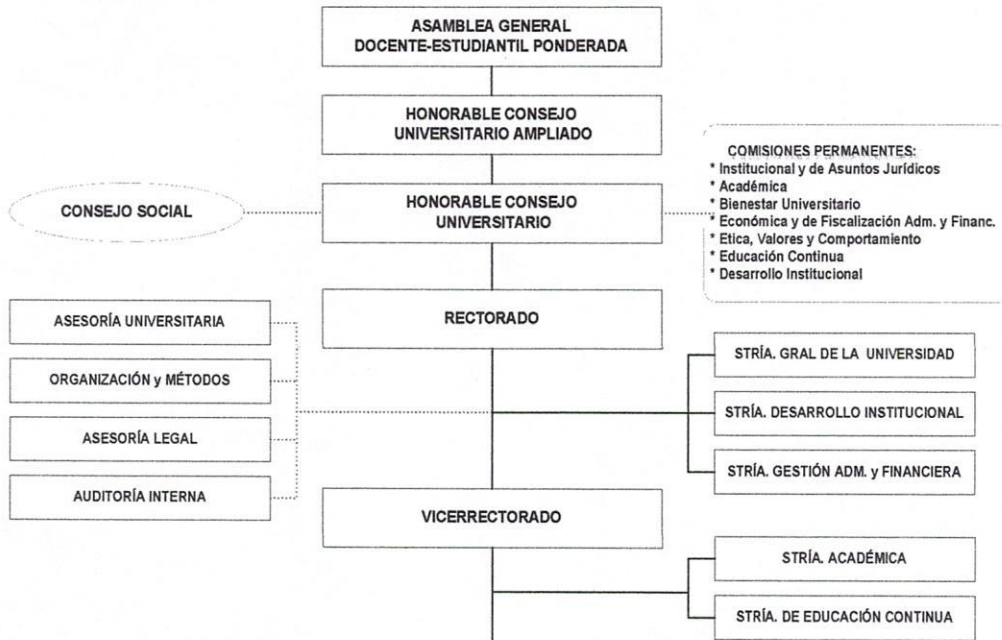 ASAMBLEA GENERAL
DOCENTE-ESTUDIANTIL PONDERADA
HONORABLE CONSEJO
UNIVERSITARIO AMPLIADO
COMISIONES PERMANENTES:
* Institucional y de Asuntos Jurídicos
* Académica
* Bienestar Universitario
* Económica y de Fiscalización Adm. y Financ.
* Etica, Valores y Comportamiento
* Educación Continua
* Desarrollo Institucional
CONSEJO SOCIAL
HONORABLE CONSEJO
UNIVERSITARIO
RECTORADO
ASESORÍA UNIVERSITARIA
ORGANIZACIÓN y MÉTODOS
ASESORÍA LEGAL
AUDITORÍA INTERNA
STRÍA. GRAL DE LA UNIVERSIDAD
STRÍA. DESARROLLO INSTITUCIONAL
STRÍA. GESTIÓN ADM. y FINANCIERA
VICERRECTORADO
STRÍA. ACADÉMICA
STRÍA. DE EDUCACIÓN CONTINUA